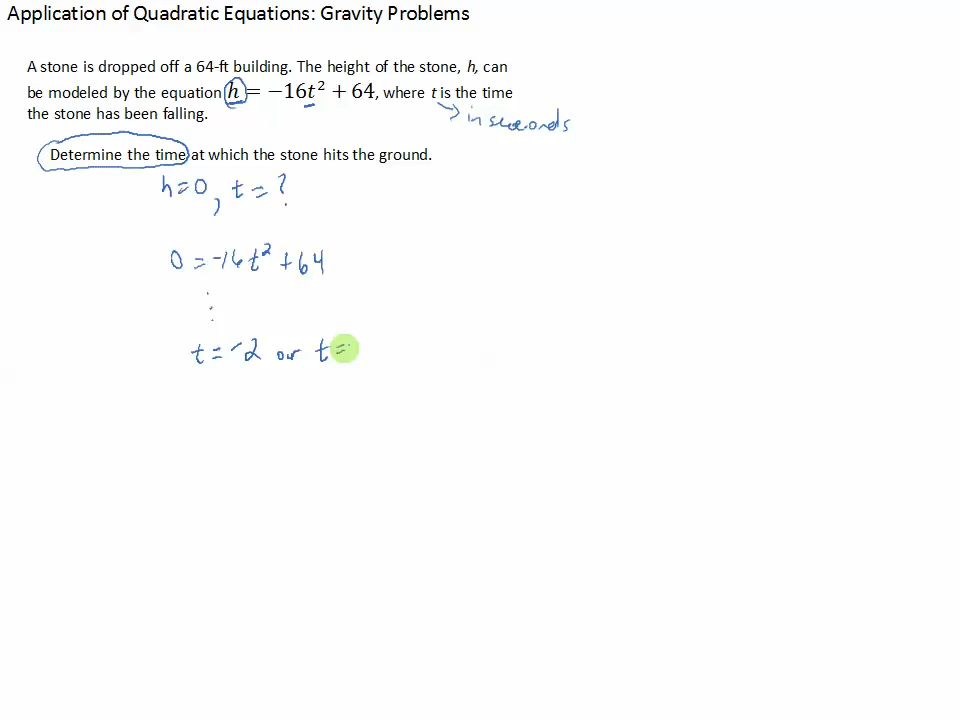 Application of Quadratic Equations: Gravity Problems
A stone is dropped off a 64-ft building. The height of the stone, h, can
be modeled by the equation h = −16t² + 64, where t is the time
the stone has been falling.
in seconds
Determine the time at which the stone hits the ground.
h=0, t=?
0 = -16t² + 64
⋮
t = -2 or t =